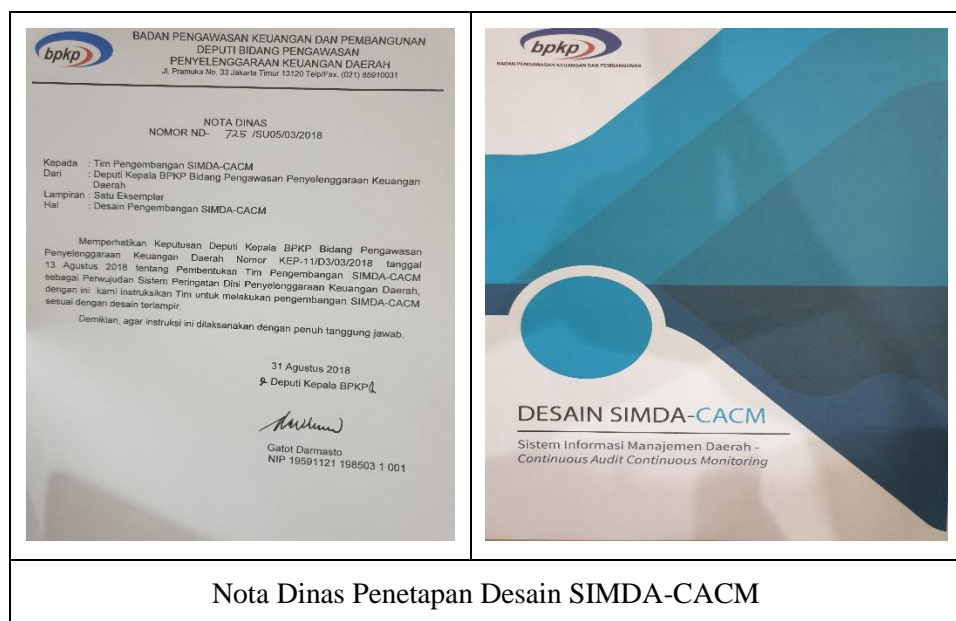 bpkp
BADAN PENGAWASAN KEUANGAN DAN PEMBANGUNAN
DEPUTI BIDANG PENGAWASAN
PENYELENGGARAAN KEUANGAN DAERAH
Jl. Pramuka No. 33 Jakarta Timur 13120 Telp/Fax. (021) 85910031
NOTA DINAS
NOMOR ND- 725 /SU05/03/2018
Kepada : Tim Pengembangan SIMDA-CACM
Dari : Deputi Kepala BPKP Bidang Pengawasan Penyelenggaraan Keuangan
Daerah
Lampiran : Satu Eksemplar
Hal : Desain Pengembangan SIMDA-CACM
Memperhatikan Keputusan Deputi Kepala BPKP Bidang Pengawasan
Penyelenggaraan Keuangan Daerah Nomor KEP-11/D3/03/2018 tanggal
13 Agustus 2018 tentang Pembentukan Tim Pengembangan SIMDA-CACM
sebagai Perwujudan Sistem Peringatan Dini Penyelenggaraan Keuangan Daerah,
dengan ini kami instruksikan Tim untuk melakukan pengembangan SIMDA-CACM
sesuai dengan desain terlampir.
Demikian, agar instruksi ini dilaksanakan dengan penuh tanggung jawab.
31 Agustus 2018
Deputi Kepala BPKP
Gatot Darmasto
NIP 19591121 198503 1 001
bpkp
BADAN PENGAWASAN KEUANGAN DAN PEMBANGUNAN
DESAIN SIMDA-CACM
Sistem Informasi Manajemen Daerah -
Continuous Audit Continuous Monitoring
Nota Dinas Penetapan Desain SIMDA-CACM